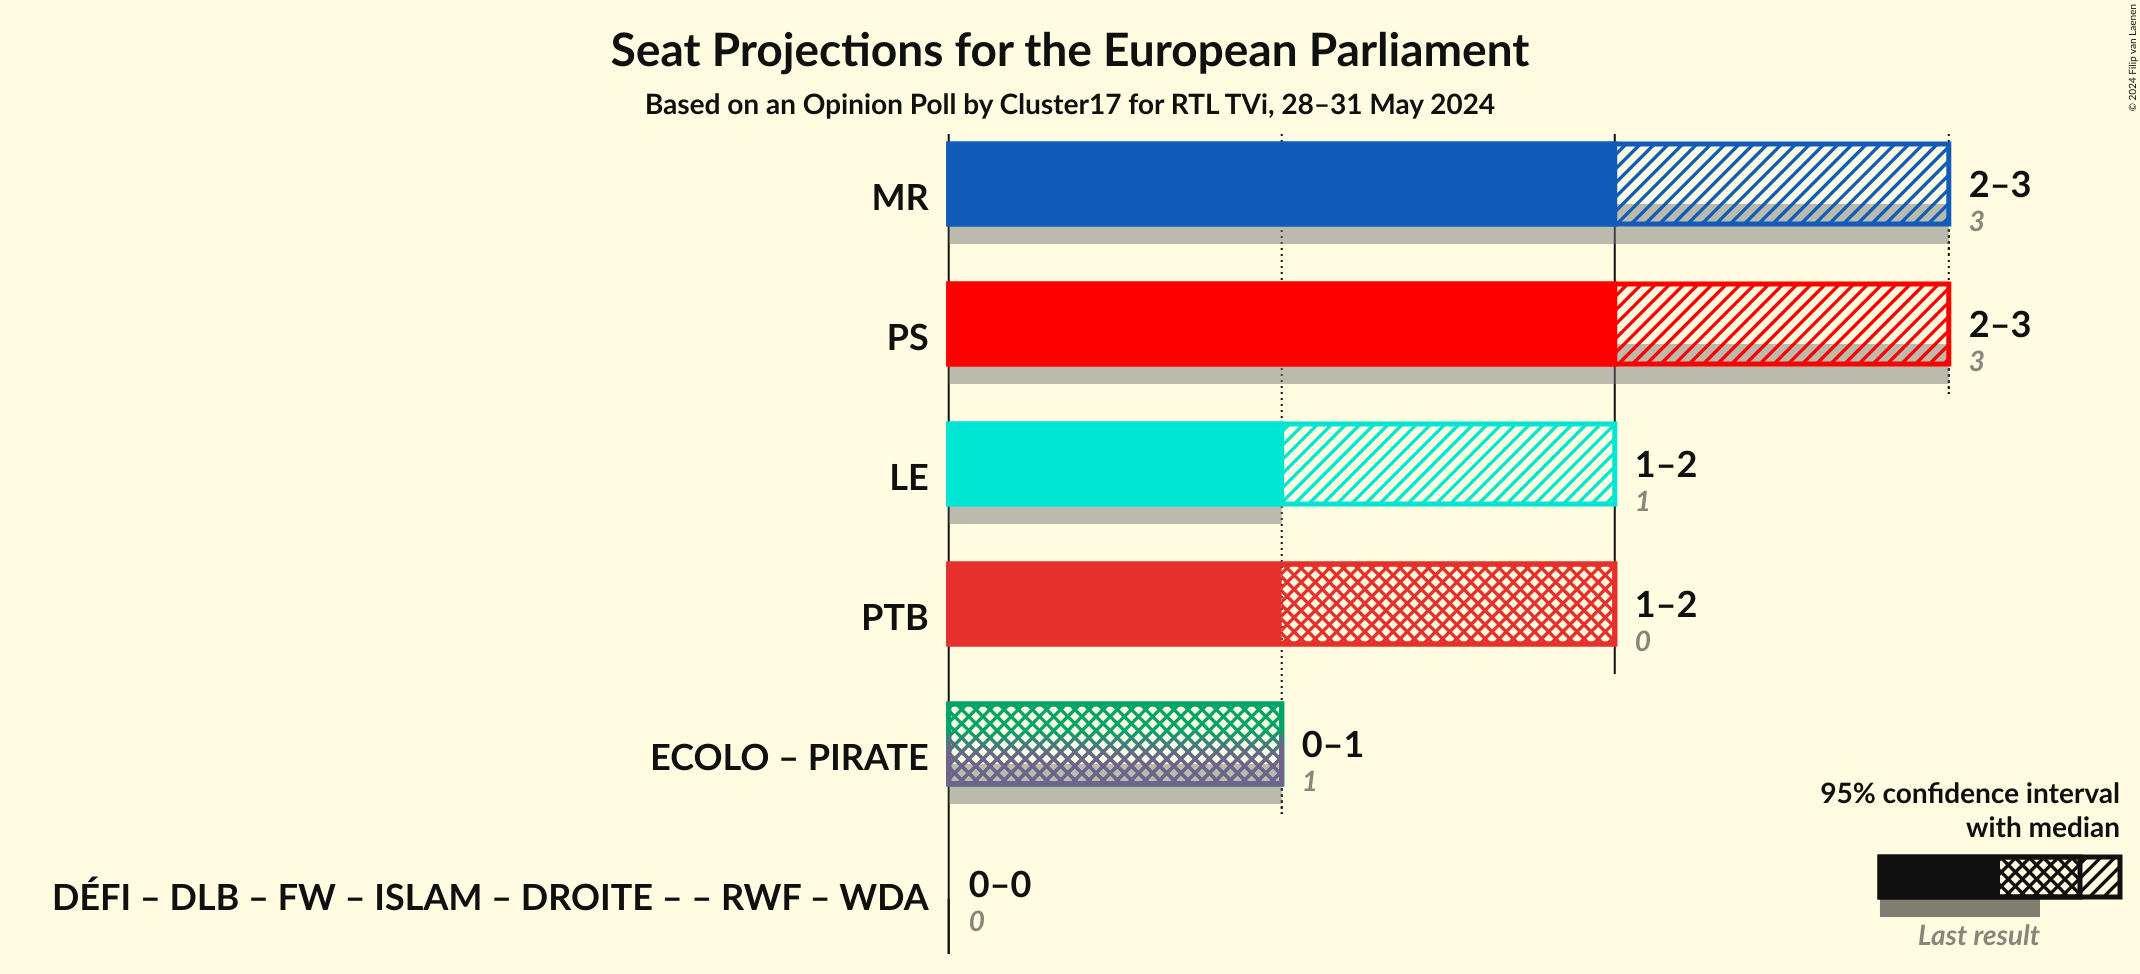 Seat Projections for the European Parliament
Based on an Opinion Poll by Cluster17 for RTL TVi, 28–31 May 2024
© 2024 Filip van Laenen
MR
2–3
3
PS
2–3
3
LE
1–2
1
PTB
1–2
0
ECOLO – PIRATE
0–1
1
DÉFI – DLB – FW – ISLAM – DROITE – – RWF – WDA
0–0
0
95% confidence interval
with median
Last result